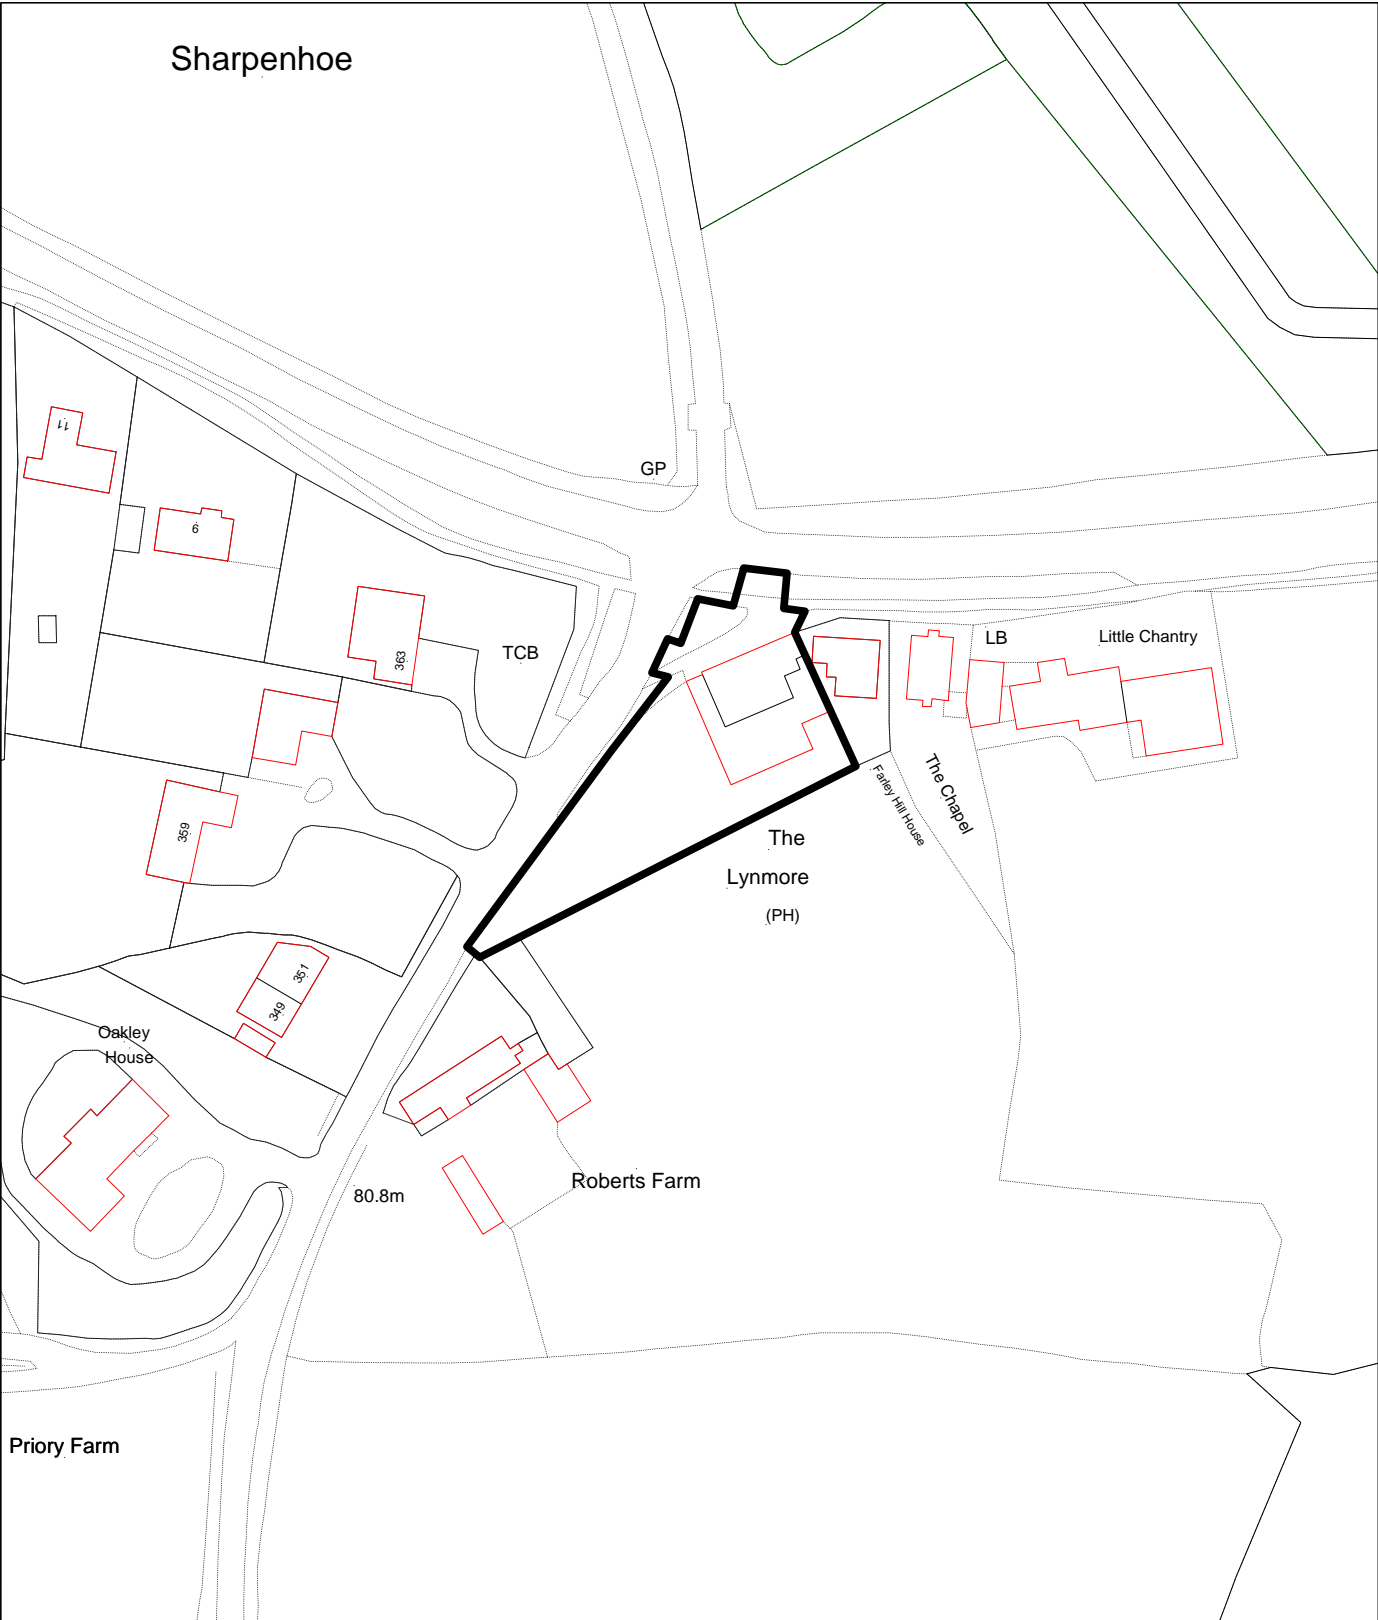 Sharpenhoe
11
GP
6
363
TCB
LB
Little Chantry
359
The
Lynmore
(PH)
Farley Hill House
The Chapel
351
349
Oakley
House
Roberts Farm
80.8m
Priory Farm